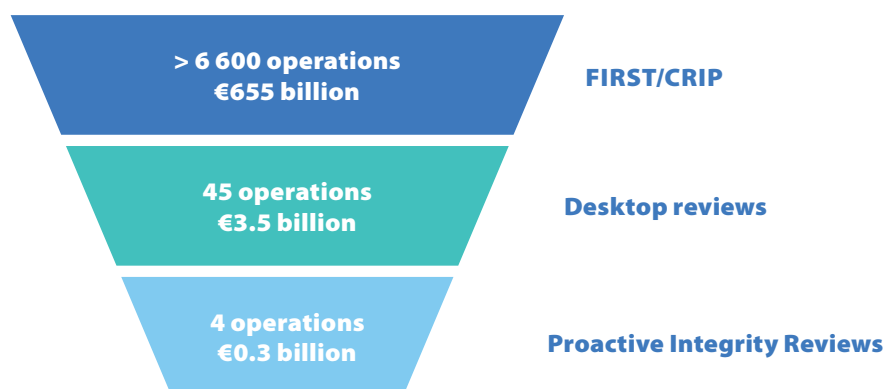 > 6 600 operations
€655 billion
FIRST/CRIP
45 operations
€3.5 billion
Desktop reviews
4 operations
€0.3 billion
Proactive Integrity Reviews